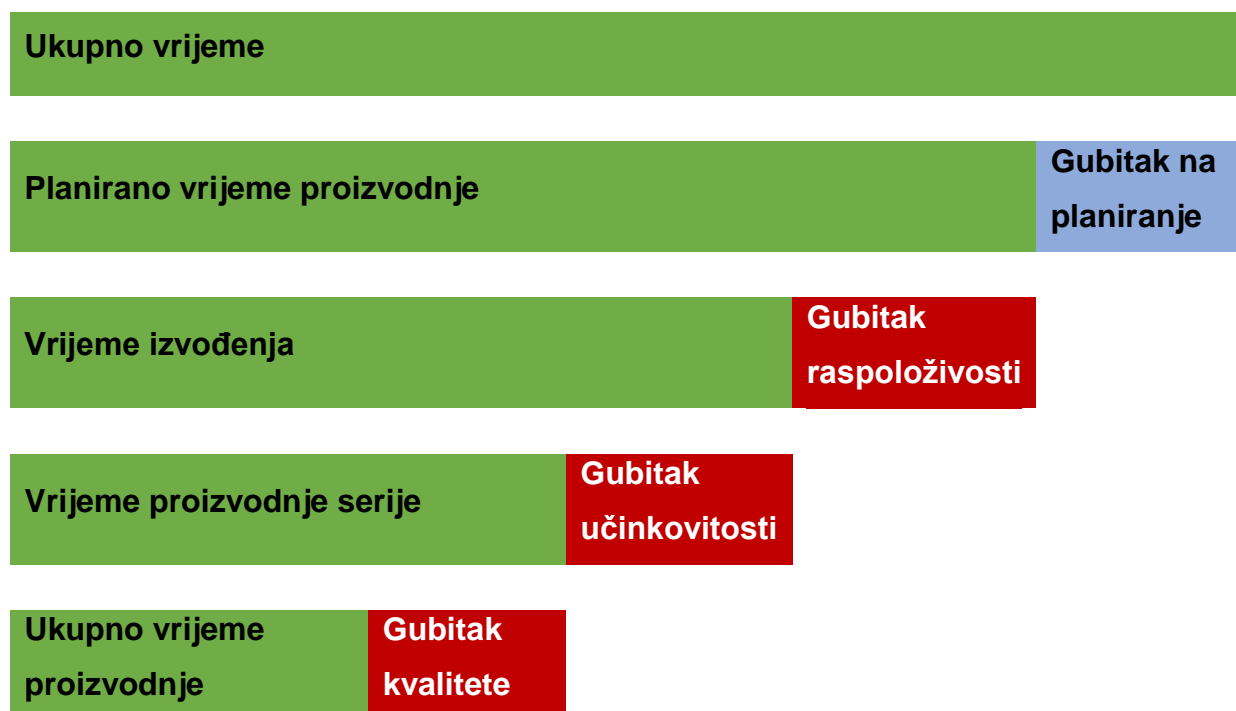 Ukupno vrijeme
Planirano vrijeme proizvodnje
Gubitak na
planiranje
Vrijeme izvođenja
Gubitak
raspoloživosti
Vrijeme proizvodnje serije
Gubitak
učinkovitosti
Ukupno vrijeme
proizvodnje
Gubitak
kvalitete